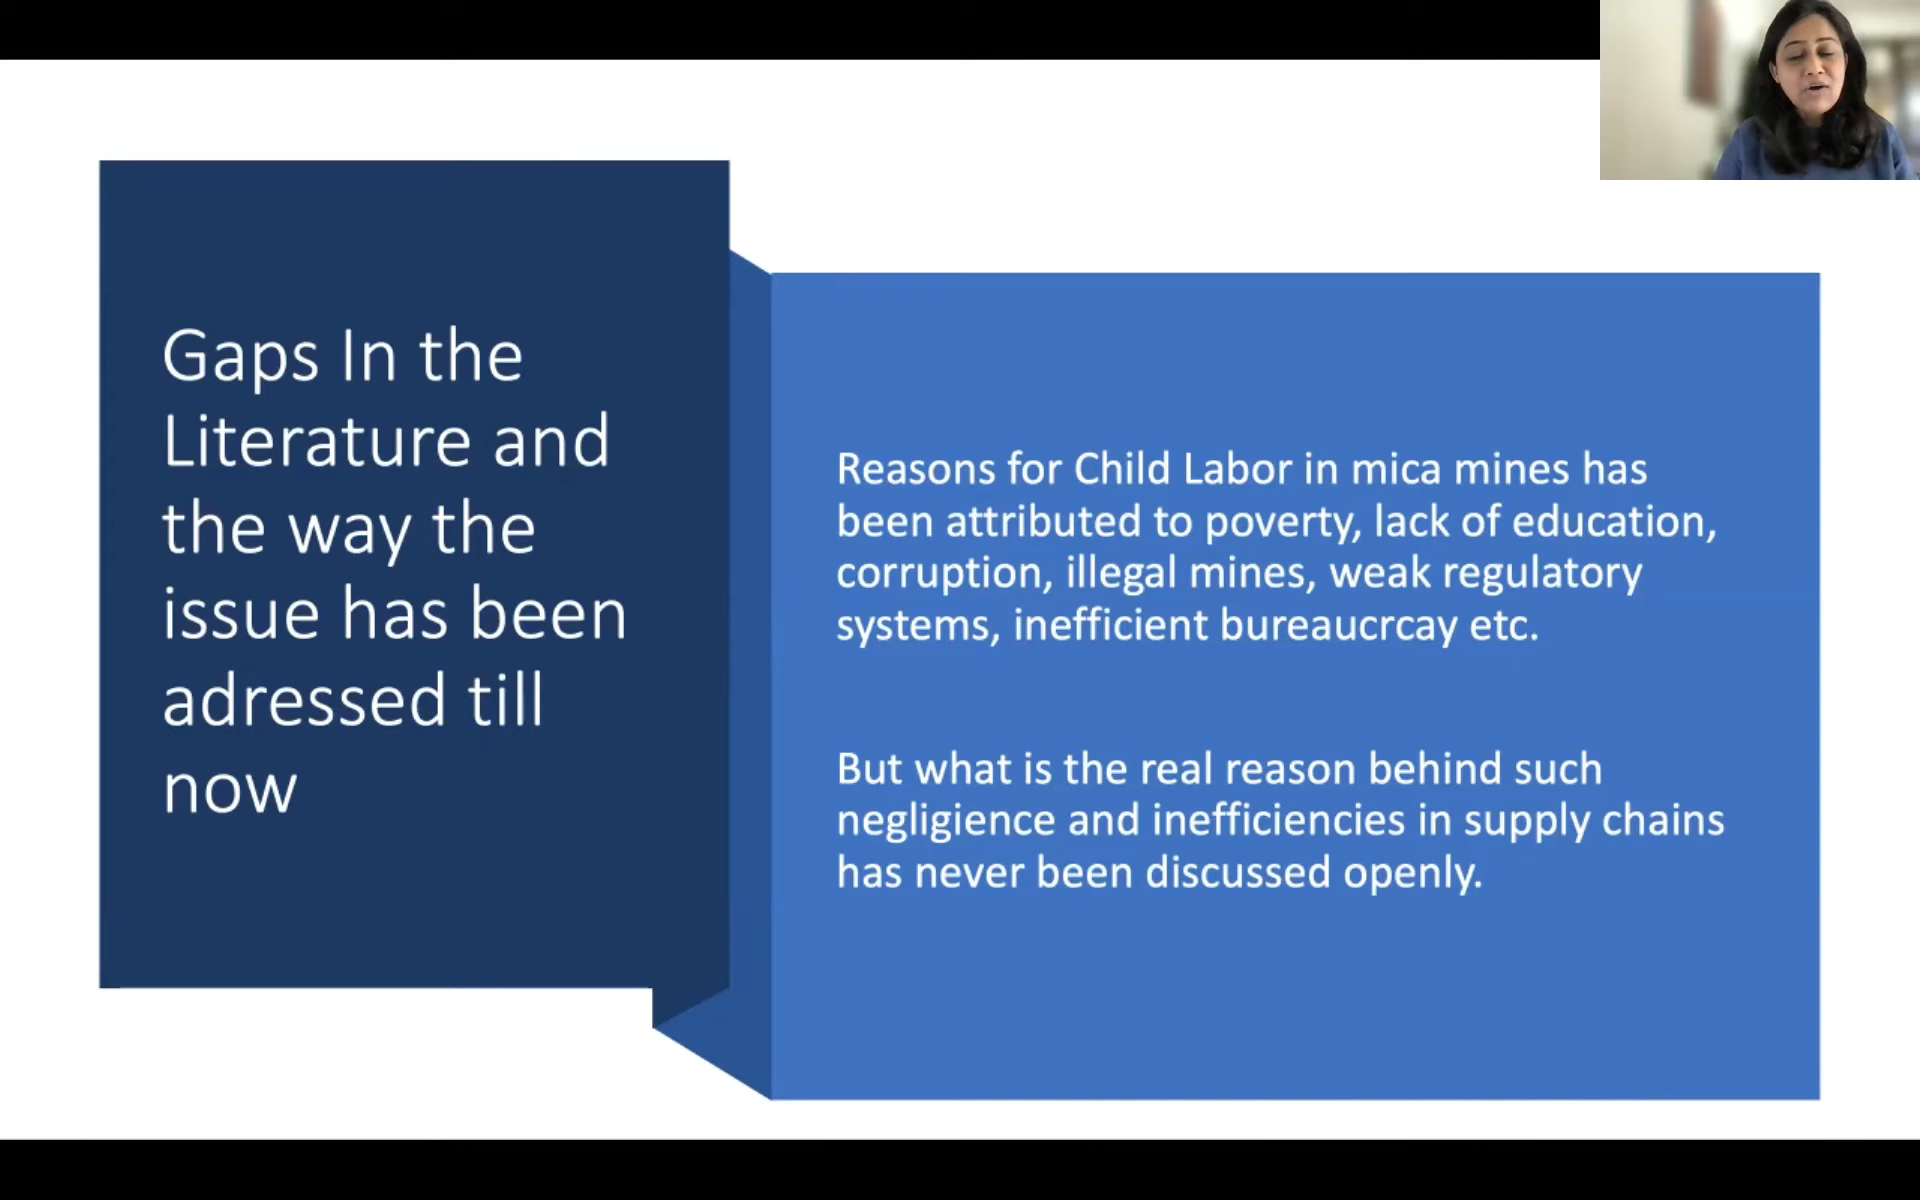 Gaps In the
Literature and
the way the
issue has been
adressed till
now
Reasons for Child Labor in mica mines has
been attributed to poverty, lack of education,
corruption, illegal mines, weak regulatory
systems, inefficient bureaucrcay etc.
But what is the real reason behind such
negligience and inefficiencies in supply chains
has never been discussed openly.